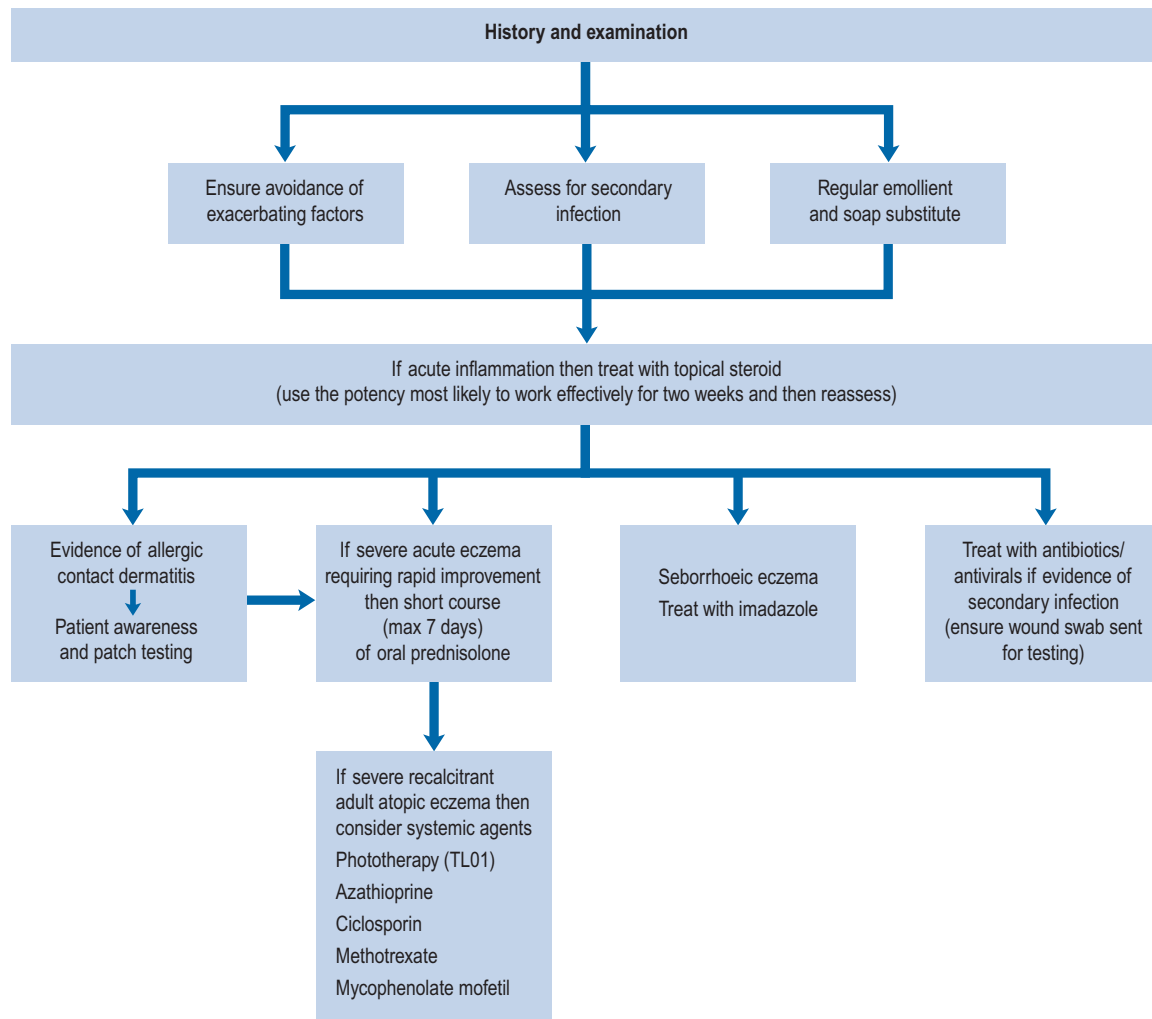 History and examination
Ensure avoidance of
exacerbating factors
Assess for secondary
infection
Regular emollient
and soap substitute
If acute inflammation then treat with topical steroid
(use the potency most likely to work effectively for two weeks and then reassess)
Evidence of allergic
contact dermatitis
Patient awareness
and patch testing
If severe acute eczema
requiring rapid improvement
then short course
(max 7 days)
of oral prednisolone
Seborrhoeic eczema
Treat with imadazole
Treat with antibiotics/
antivirals if evidence of
secondary infection
(ensure wound swab sent
for testing)
If severe recalcitrant
adult atopic eczema then
consider systemic agents
Phototherapy (TL01)
Azathioprine
Ciclosporin
Methotrexate
Mycophenolate mofetil